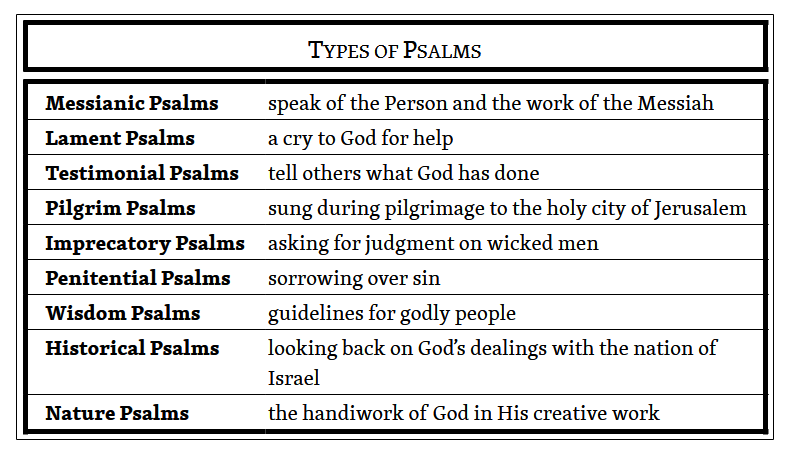 Types of Psalms
Messianic Psalms speak of the Person and the work of the Messiah
Lament Psalms a cry to God for help
Testimonial Psalms tell others what God has done
Pilgrim Psalms sung during pilgrimage to the holy city of Jerusalem
Imprecatory Psalms asking for judgment on wicked men
Penitential Psalms sorrowing over sin
Wisdom Psalms guidelines for godly people
Historical Psalms looking back on God’s dealings with the nation of
Israel
Nature Psalms the handiwork of God in His creative work